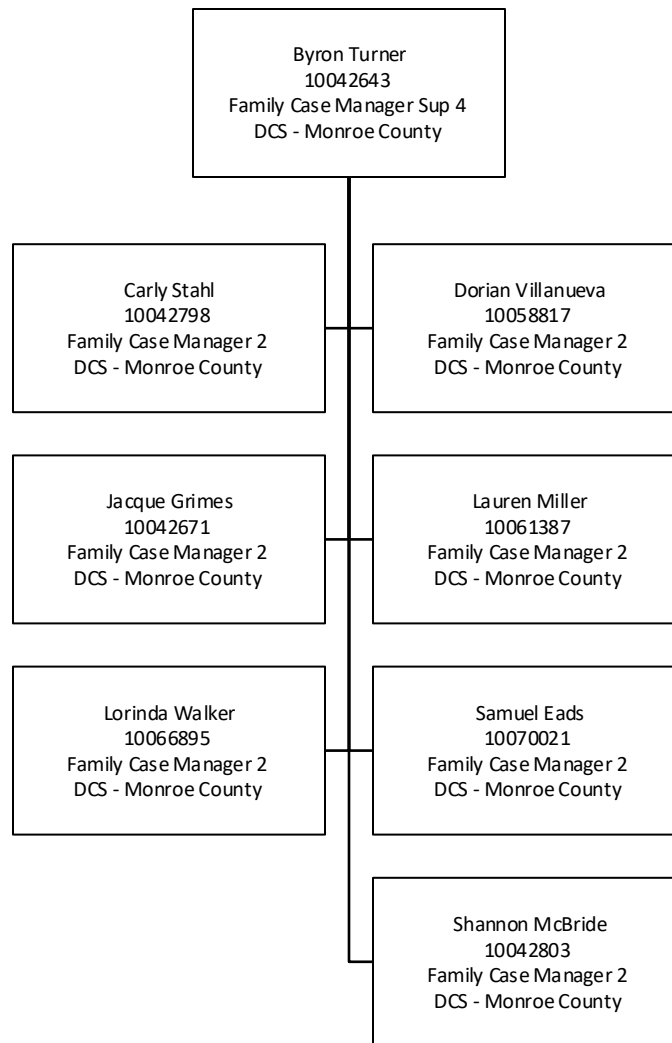 Byron Turner
10042643
Family Case Manager Sup 4
DCS - Monroe County
Carly Stahl
10042798
Family Case Manager 2
DCS - Monroe County
Dorian Villanueva
10058817
Family Case Manager 2
DCS - Monroe County
Jacque Grimes
10042671
Family Case Manager 2
DCS - Monroe County
Lauren Miller
10061387
Family Case Manager 2
DCS - Monroe County
Lorinda Walker
10066895
Family Case Manager 2
DCS - Monroe County
Samuel Eads
10070021
Family Case Manager 2
DCS - Monroe County
Shannon McBride
10042803
Family Case Manager 2
DCS - Monroe County